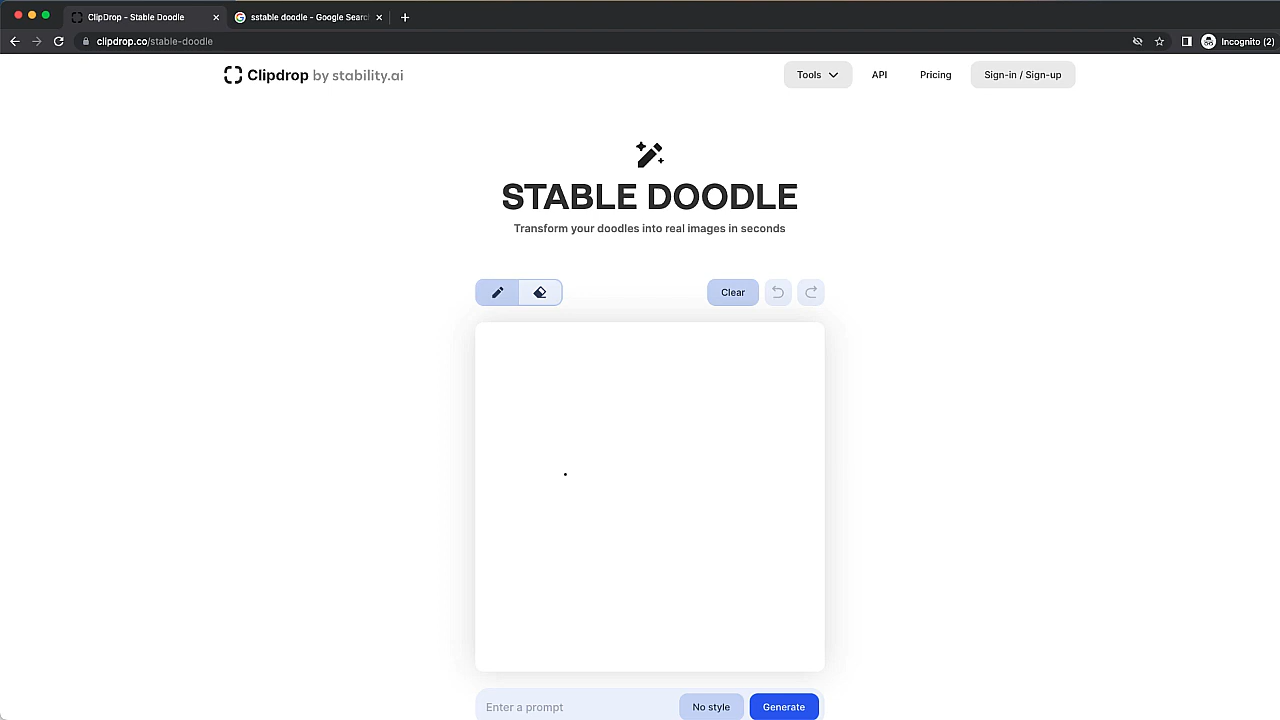 ClipDrop - Stable Doodle
sstable doodle - Google Searc
clipdrop.co/stable-doodle
Incognito (2)
Clipdrop by stability.ai
Tools
API
Pricing
Sign-in / Sign-up
STABLE DOODLE
Transform your doodles into real images in seconds
Clear
Enter a prompt
No style
Generate